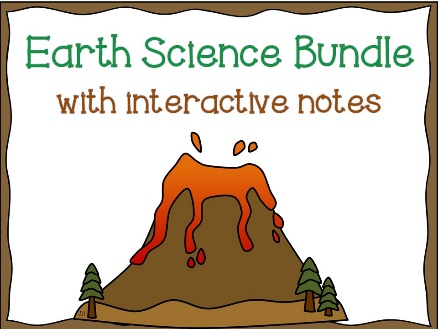 Earth Science Bundle
with interactive notes